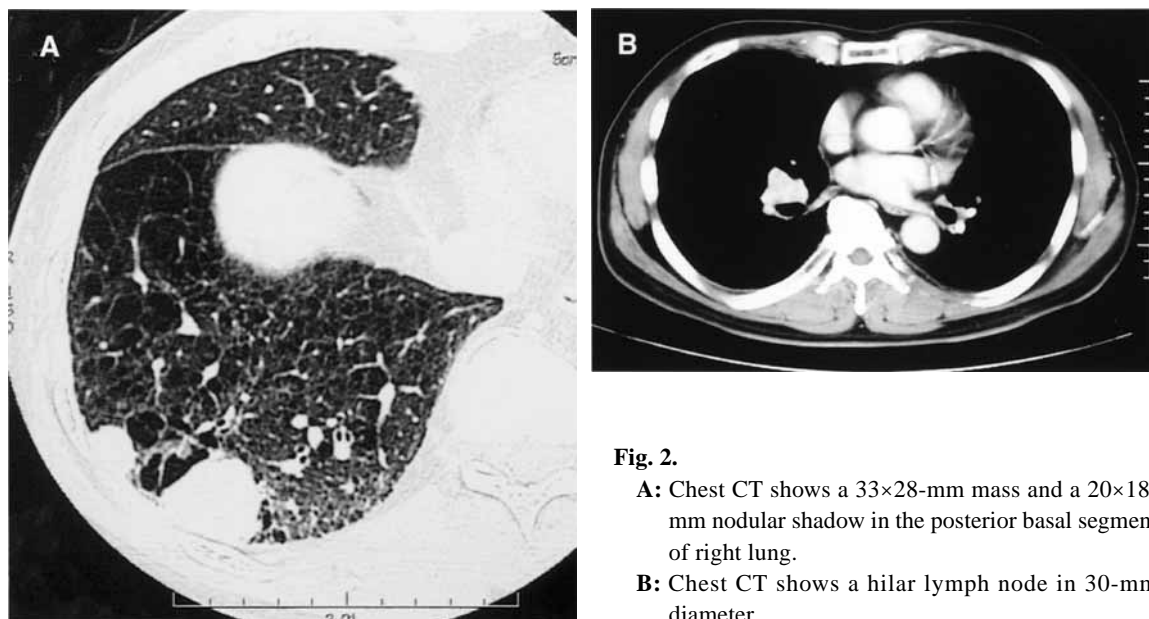 A
B
Fig. 2.
A: Chest CT shows a 33×28-mm mass and a 20×18-
mm nodular shadow in the posterior basal segmen
of right lung.
B: Chest CT shows a hilar lymph node in 30-mm
diameter.